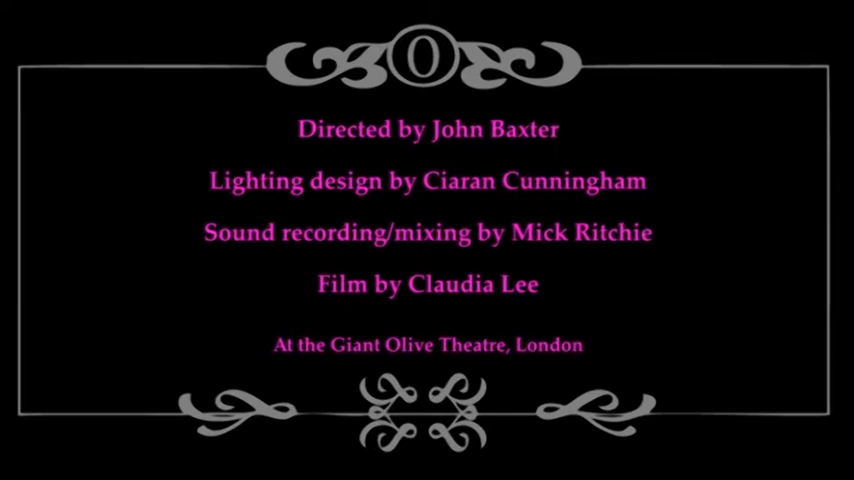 O
Directed by John Baxter
Lighting design by Ciaran Cunningham
Sound recording/mixing by Mick Ritchie
Film by Claudia Lee
At the Giant Olive Theatre, London